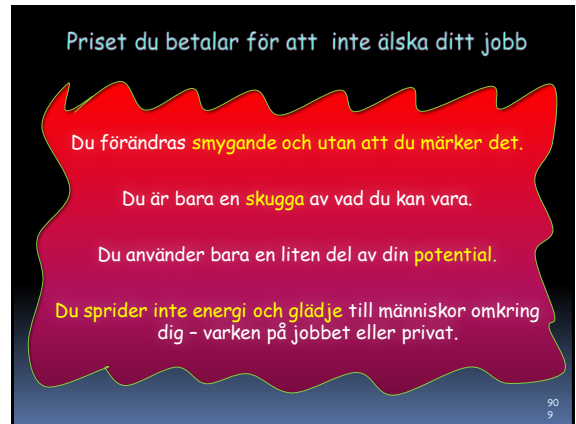 Priset du betalar för att inte älska ditt jobb
Du förändras smygande och utan att du märker det.
Du är bara en skugga av vad du kan vara.
Du använder bara en liten del av din potential.
Du sprider inte energi och glädje till människor omkring
dig – varken på jobbet eller privat.
90
9